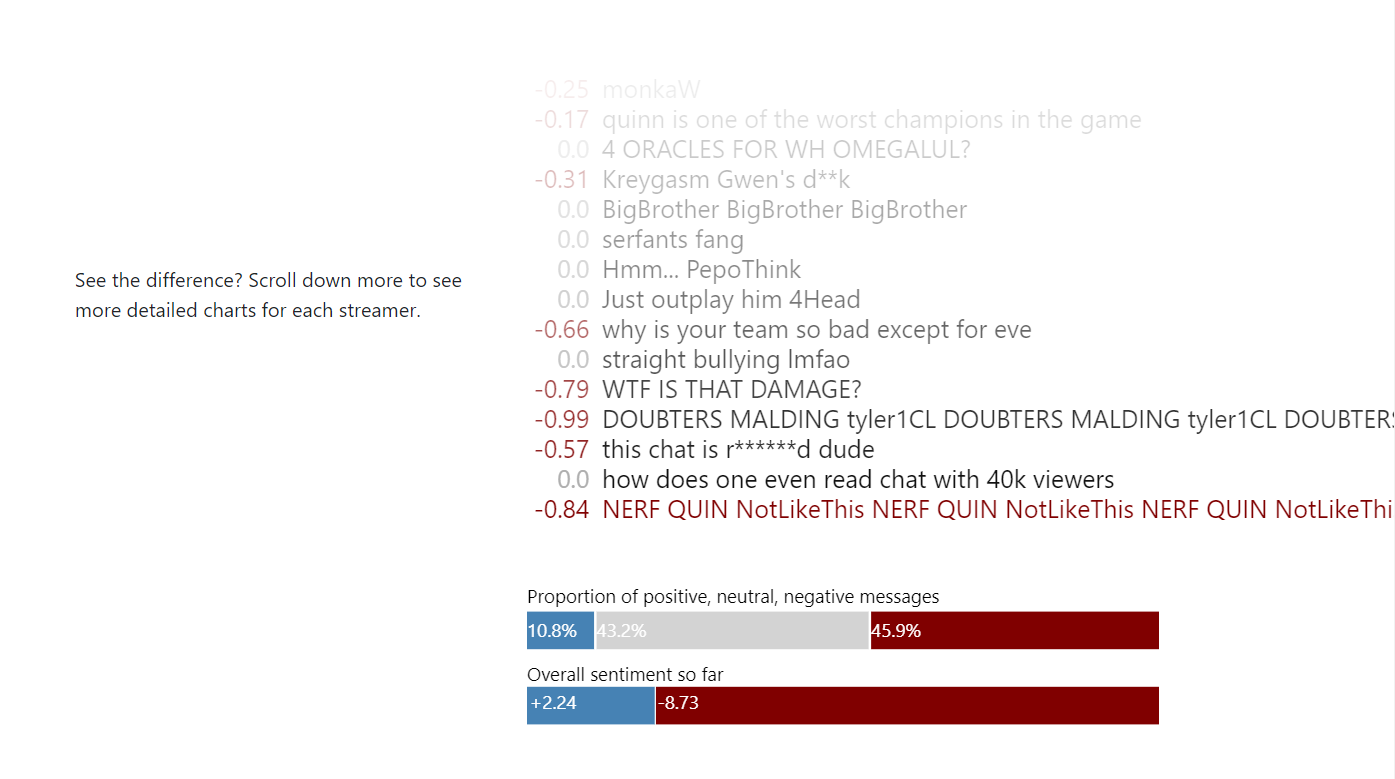 -0.25 monkaW
-0.17 quinn is one of the worst champions in the game
0.0 4 ORACLES FOR WH OMEGALUL?
-0.31 Kreygasm Gwen's d**k
0.0 BigBrother BigBrother BigBrother
0.0 serfants fang
0.0 Hmm... PepoThink
0.0 Just outplay him 4Head
-0.66 why is your team so bad except for eve
0.0 straight bullying lmfao
-0.79 WTF IS THAT DAMAGE?
-0.99 DOUBTERS MALDING tyler1CL DOUBTERS MALDING tyler1CL DOUBTERS
-0.57 this chat is r******d dude
0.0 how does one even read chat with 40k viewers
-0.84 NERF QUIN NotLikeThis NERF QUIN NotLikeThis NERF QUIN NotLikeThi
See the difference? Scroll down more to see
more detailed charts for each streamer.
Proportion of positive, neutral, negative messages
10.8% 43.2% 45.9%
Overall sentiment so far
+2.24 -8.73